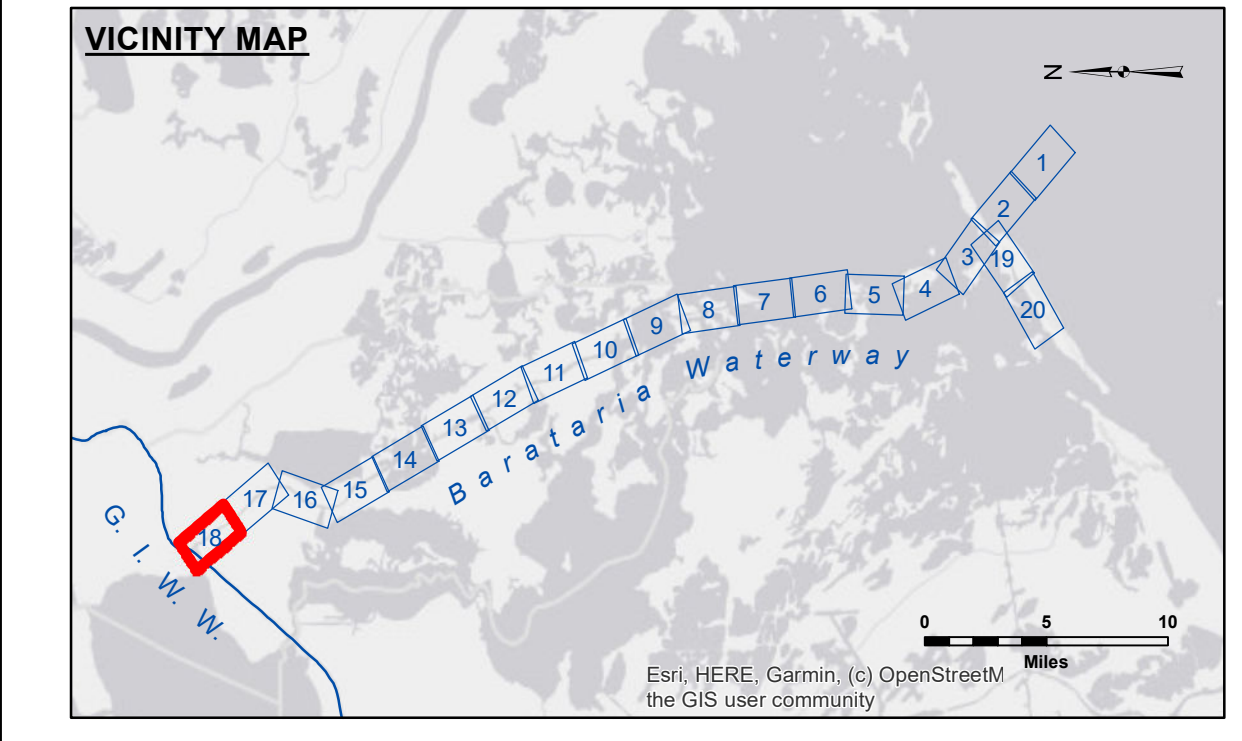 VICINITY MAP
N
1
2
3
19
20
4
5
6
7
8
9
10
11
12
13
14
15
16
17
18
Barataria Waterway
G. I. W. W.
0 5 10
Miles
Esri, HERE, Garmin, (c) OpenStreetM
the GIS user community